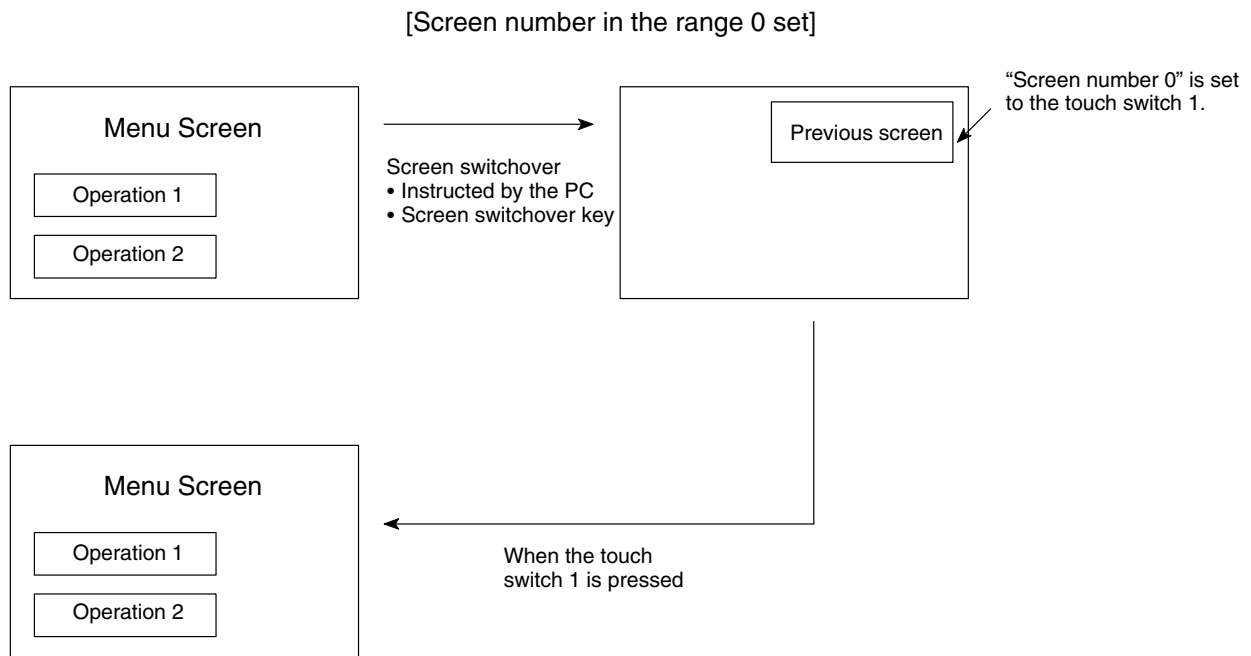 [Screen number in the range 0 set]
Menu Screen
Operation 1
Operation 2
Screen switchover
• Instructed by the PC
• Screen switchover key
Previous screen
“Screen number 0” is set
to the touch switch 1.
Menu Screen
Operation 1
Operation 2
When the touch
switch 1 is pressed